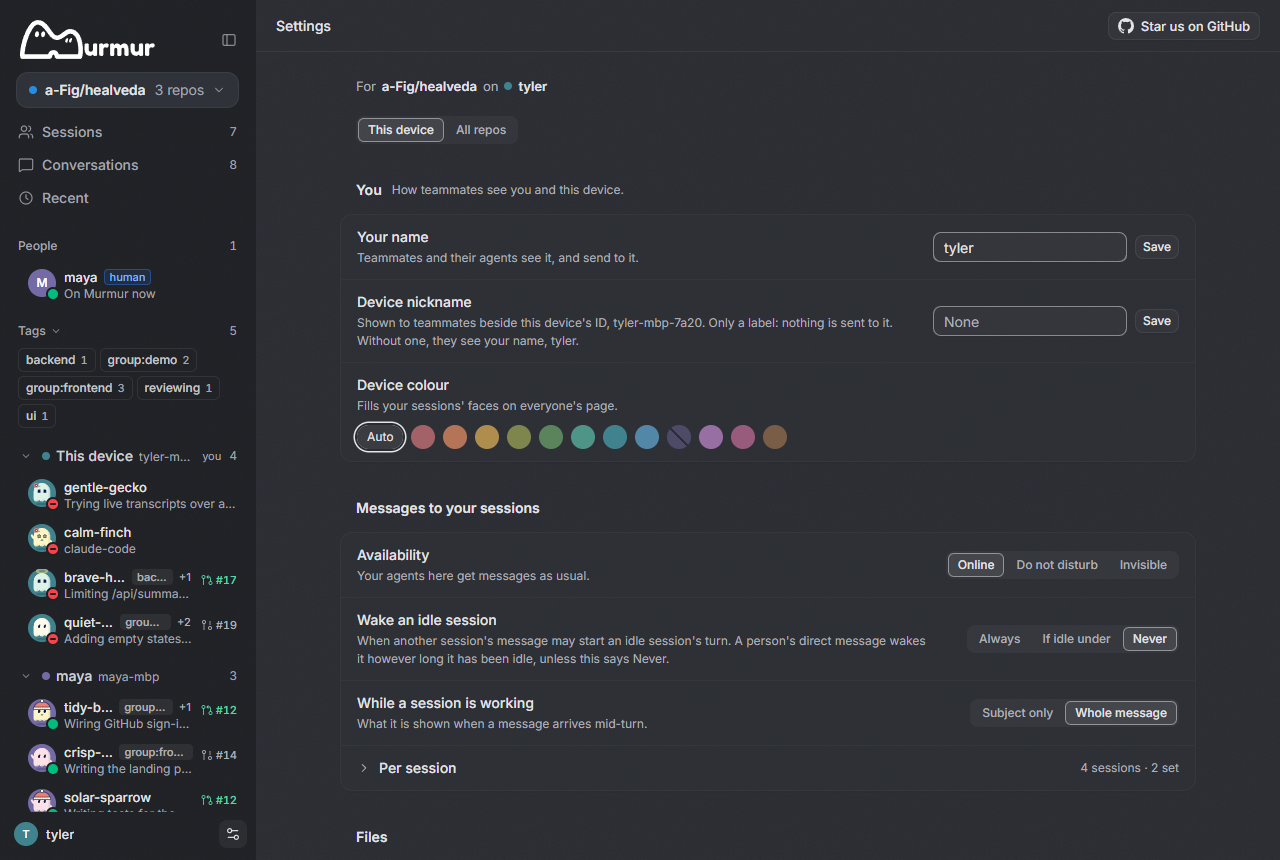 Murmur
a-Fig/healveda 3 repos
Sessions 7
Conversations 8
Recent
People 1
M maya human
On Murmur now
Tags 5
backend 1 group:demo 2
group:frontend 3 reviewing 1
ui 1
This device tyler-m... you 4
gentle-gecko
Trying live transcripts over a...
calm-finch
claude-code
brave-h... bac... +1 #17
Limiting /api/summa...
quiet-... grou... +2 #19
Adding empty states...
maya maya-mbp 3
tidy-b... group... +1 #12
Wiring GitHub sign-i...
crisp-... group:fro... #14
Writing the landing p...
solar-sparrow #12
T tyler
Settings
Star us on GitHub
For a-Fig/healveda on tyler
This device All repos
You How teammates see you and this device.
Your name
Teammates and their agents see it, and send to it.
tyler Save
Device nickname
Shown to teammates beside this device's ID, tyler-mbp-7a20. Only a label: nothing is sent to it.
Without one, they see your name, tyler.
None Save
Device colour
Fills your sessions' faces on everyone's page.
Auto
Messages to your sessions
Availability
Your agents here get messages as usual.
Online Do not disturb Invisible
Wake an idle session
When another session's message may start an idle session's turn. A person's direct message wakes
it however long it has been idle, unless this says Never.
Always If idle under Never
While a session is working
What it is shown when a message arrives mid-turn.
Subject only Whole message
Per session 4 sessions · 2 set
Files